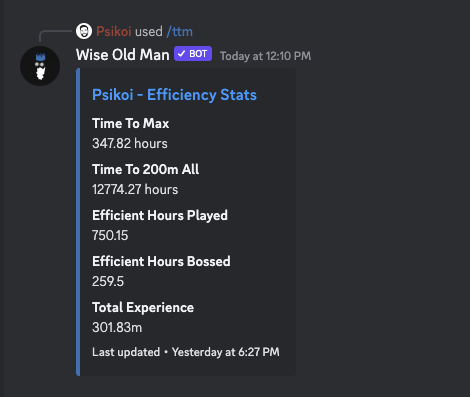 Psikoi used /ttm
Wise Old Man ✓ BOT Today at 12:10 PM
Psikoi - Efficiency Stats
Time To Max
347.82 hours
Time To 200m All
12774.27 hours
Efficient Hours Played
750.15
Efficient Hours Bossed
259.5
Total Experience
301.83m
Last updated • Yesterday at 6:27 PM